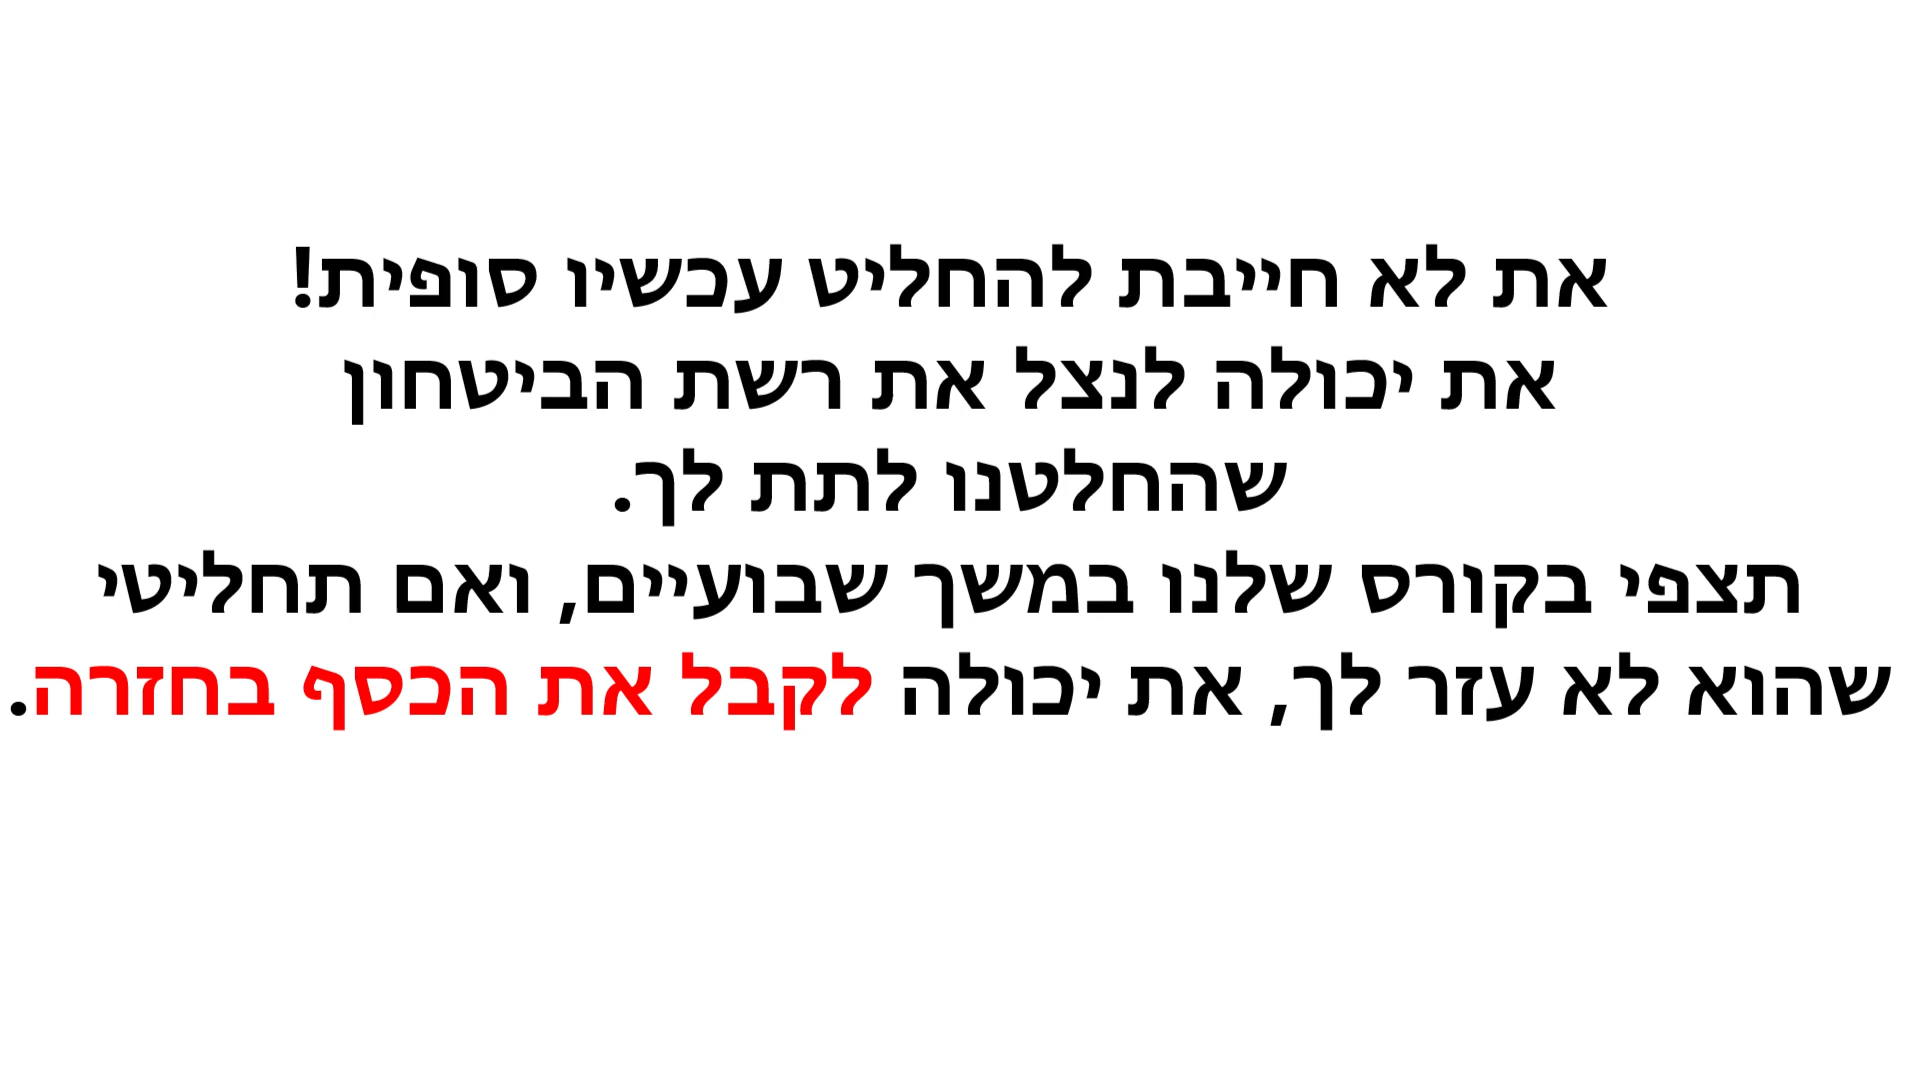 את לא חייבת להחליט עכשיו סופית!
את יכולה לנצל את רשת הביטחון
שהחלטנו לתת לך.
תצפי בקורס שלנו במשך שבועיים, ואם תחליטי
שהוא לא עזר לך, את יכולה לקבל את הכסף בחזרה.